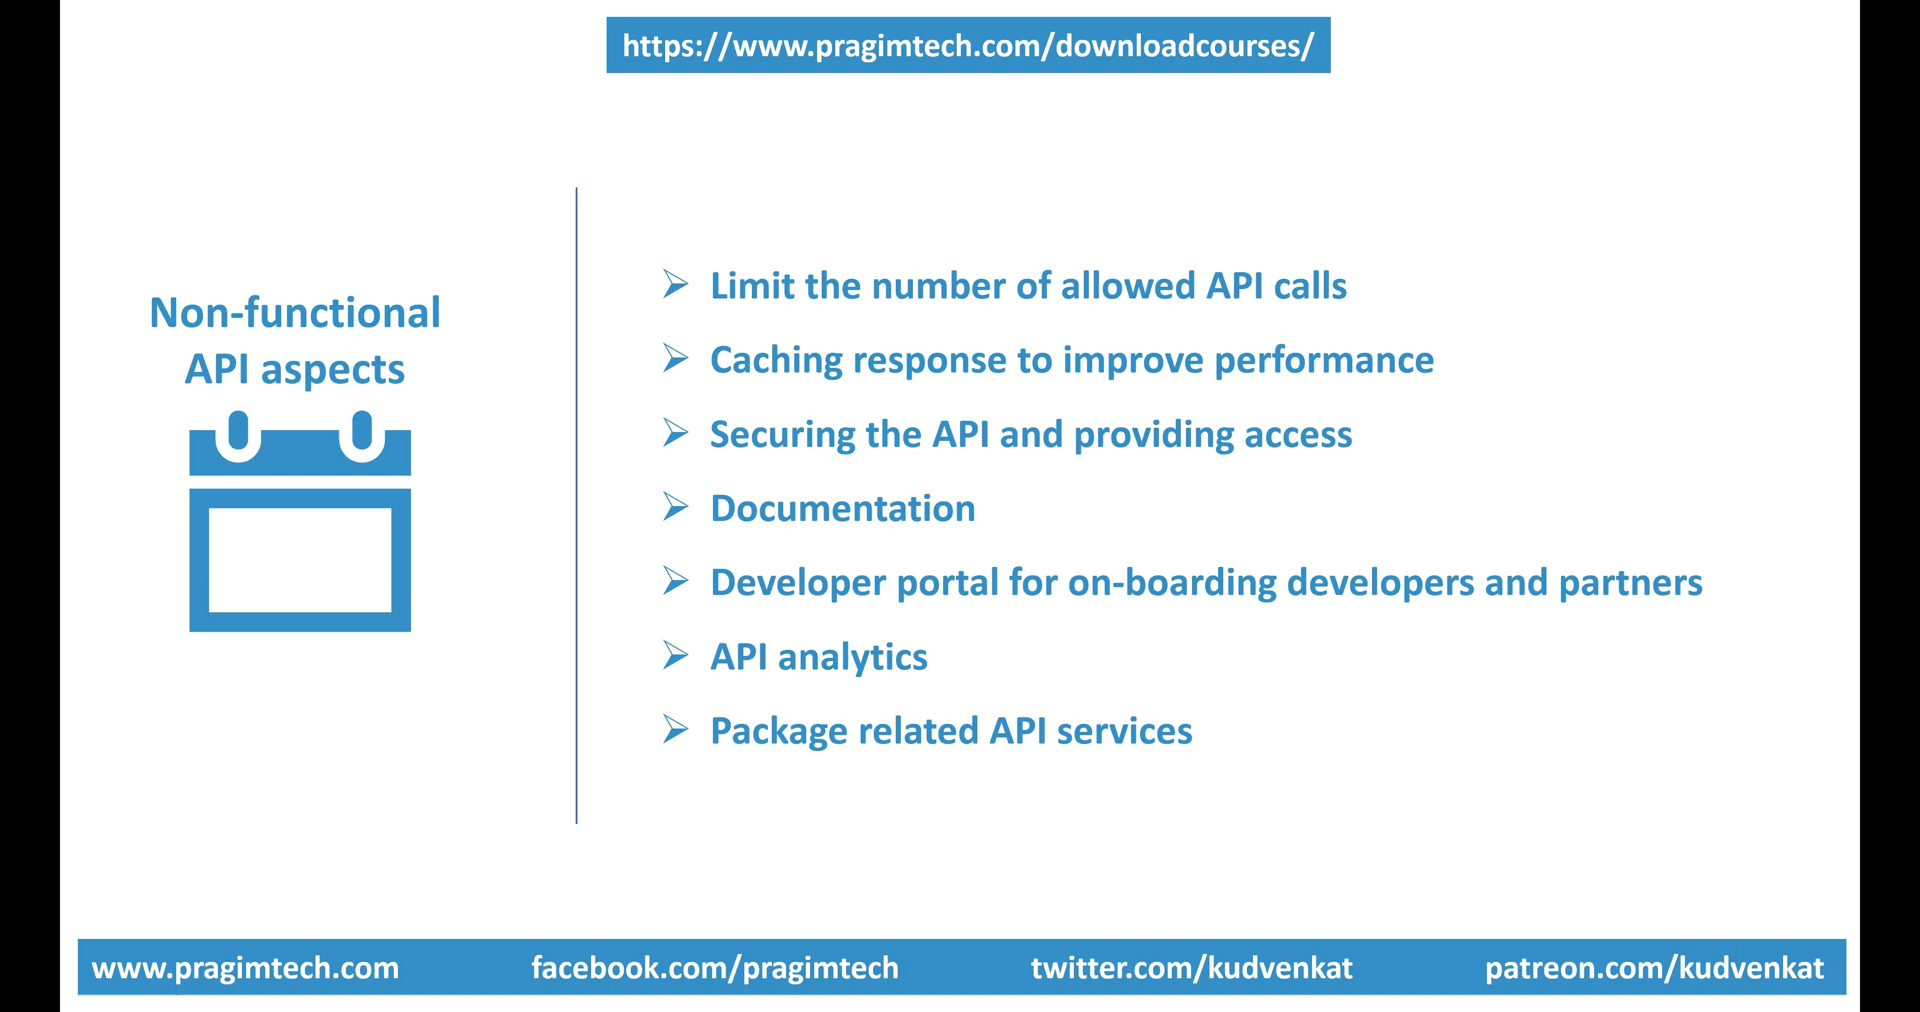 https://www.pragimtech.com/downloadcourses/
Non-functional
API aspects
Limit the number of allowed API calls
Caching response to improve performance
Securing the API and providing access
Documentation
Developer portal for on-boarding developers and partners
API analytics
Package related API services
www.pragimtech.com facebook.com/pragimtech twitter.com/kudvenkat patreon.com/kudvenkat